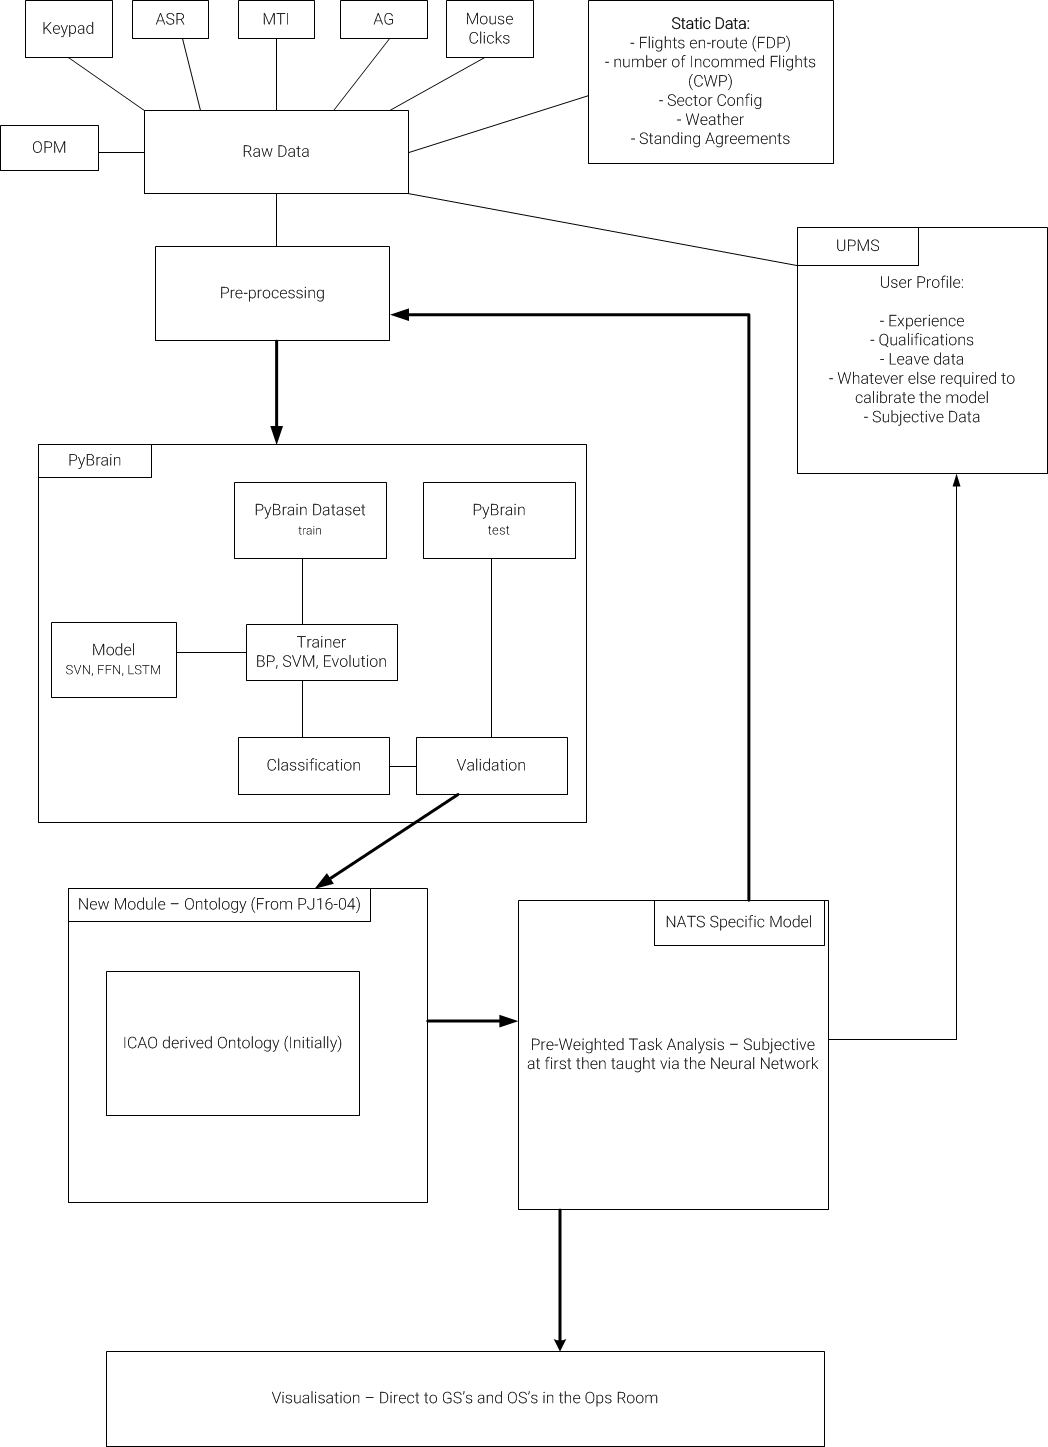 Keypad
ASR
MTI
AG
Mouse
Clicks
Static Data:
- Flights en-route (FDP)
- number of Incommed Flights
(CWP)
- Sector Config
- Weather
- Standing Agreements
OPM
Raw Data
UPMS
User Profile:
- Experience
- Qualifications
- Leave data
- Whatever else required to
calibrate the model
- Subjective Data
Pre-processing
PyBrain
PyBrain Dataset
train
PyBrain
test
Model
SVN, FFN, LSTM
Trainer
BP, SVM, Evolution
Classification
Validation
New Module – Ontology (From PJ16-04)
ICAO derived Ontology (Initially)
NATS Specific Model
Pre-Weighted Task Analysis – Subjective
at first then taught via the Neural Network
Visualisation – Direct to GS's and OS's in the Ops Room